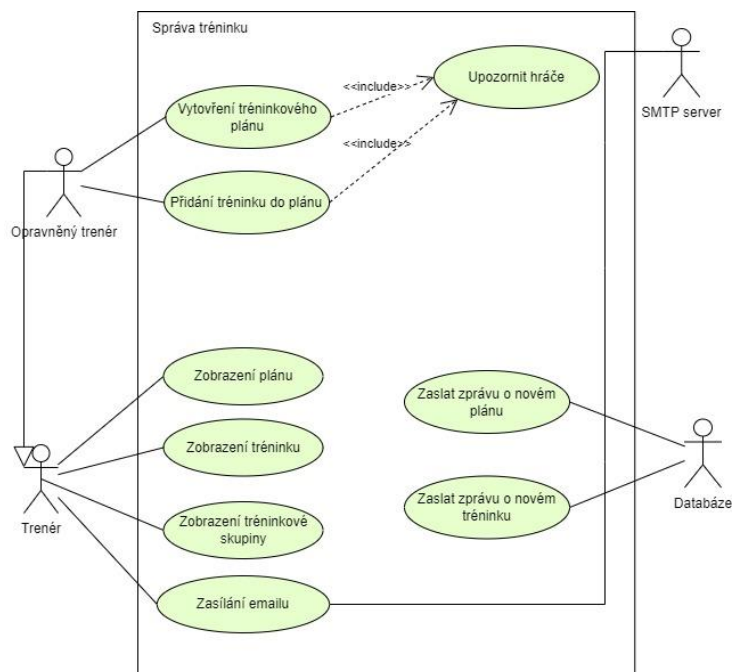 Správa tréninku
Upozornit hráče
<<include>>
Vytovření tréninkového
plánu
SMTP server
<<include>>
Přidání tréninku do plánu
Opravněný trenér
Zobrazení plánu
Zaslat zprávu o novém
plánu
Zobrazení tréninku
Zaslat zprávu o novém
tréninku
Databáze
Trenér
Zobrazení tréninkové
skupiny
Zasílání emailu